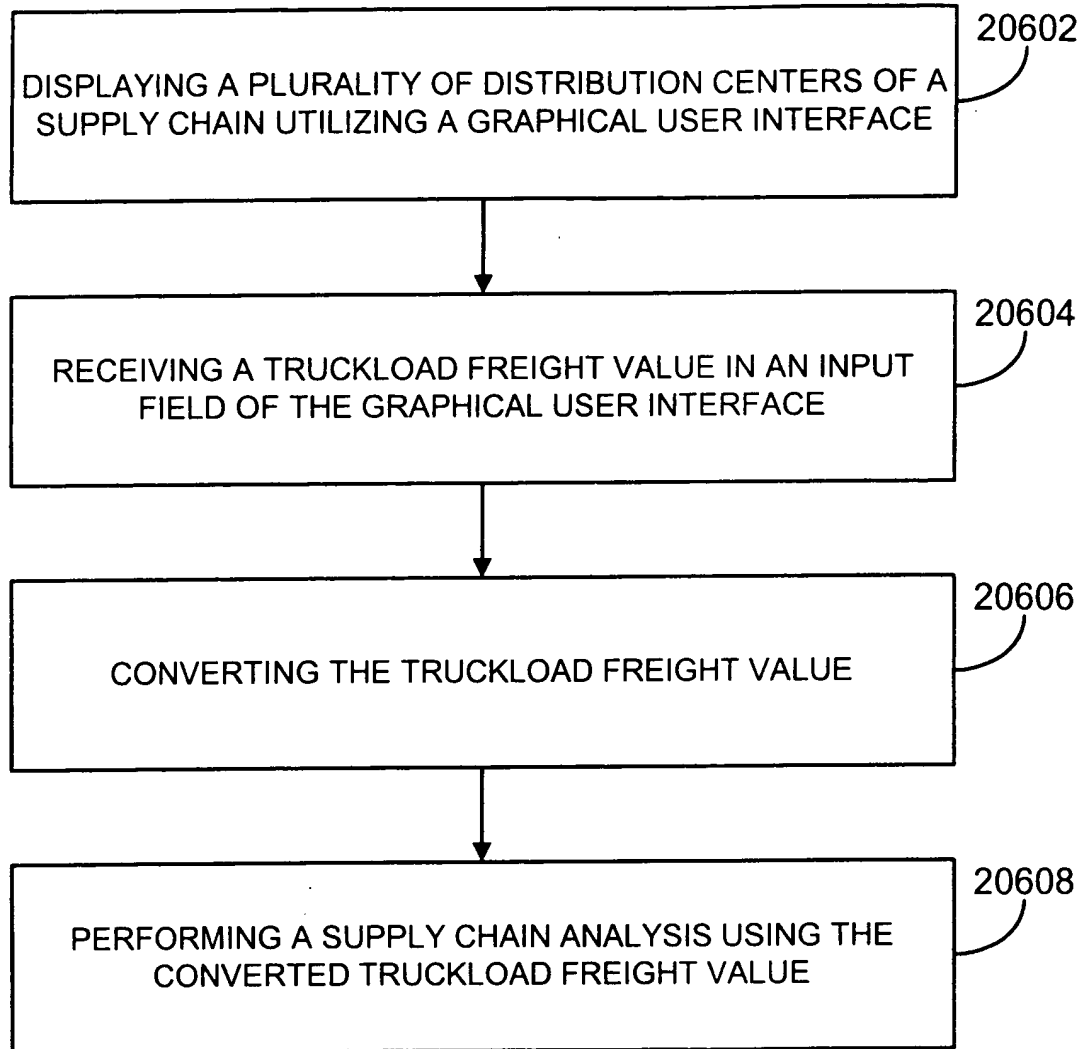 20602
DISPLAYING A PLURALITY OF DISTRIBUTION CENTERS OF A
SUPPLY CHAIN UTILIZING A GRAPHICAL USER INTERFACE
20604
RECEIVING A TRUCKLOAD FREIGHT VALUE IN AN INPUT
FIELD OF THE GRAPHICAL USER INTERFACE
20606
CONVERTING THE TRUCKLOAD FREIGHT VALUE
20608
PERFORMING A SUPPLY CHAIN ANALYSIS USING THE
CONVERTED TRUCKLOAD FREIGHT VALUE